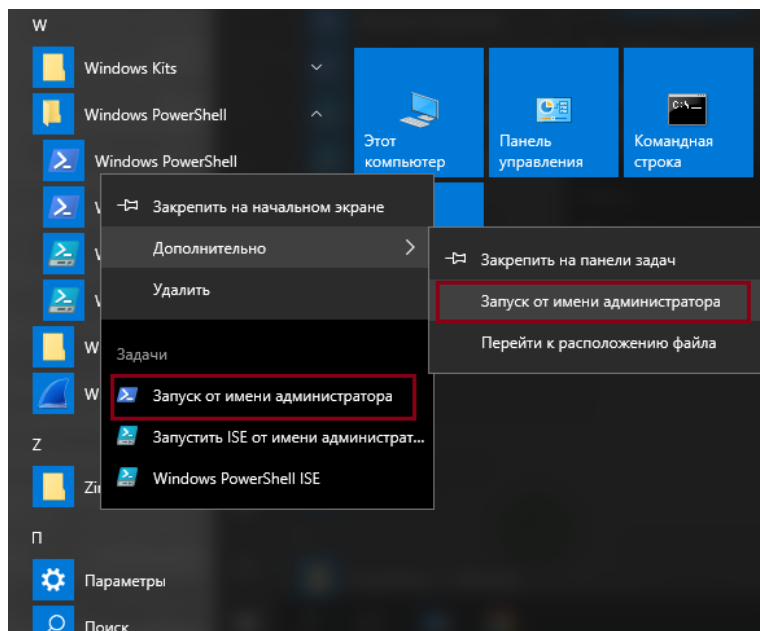 W
Windows Kits
Windows PowerShell
Windows PowerShell
Этот
компьютер
Панель
управления
C:\_
Командная
строка
Закрепить на начальном экране
Дополнительно
Удалить
Задачи
Запуск от имени администратора
Запустить ISE от имени администрат...
Windows PowerShell ISE
Закрепить на панели задач
Запуск от имени администратора
Перейти к расположению файла
W
W
Z
Zi
П
Параметры
Поиск